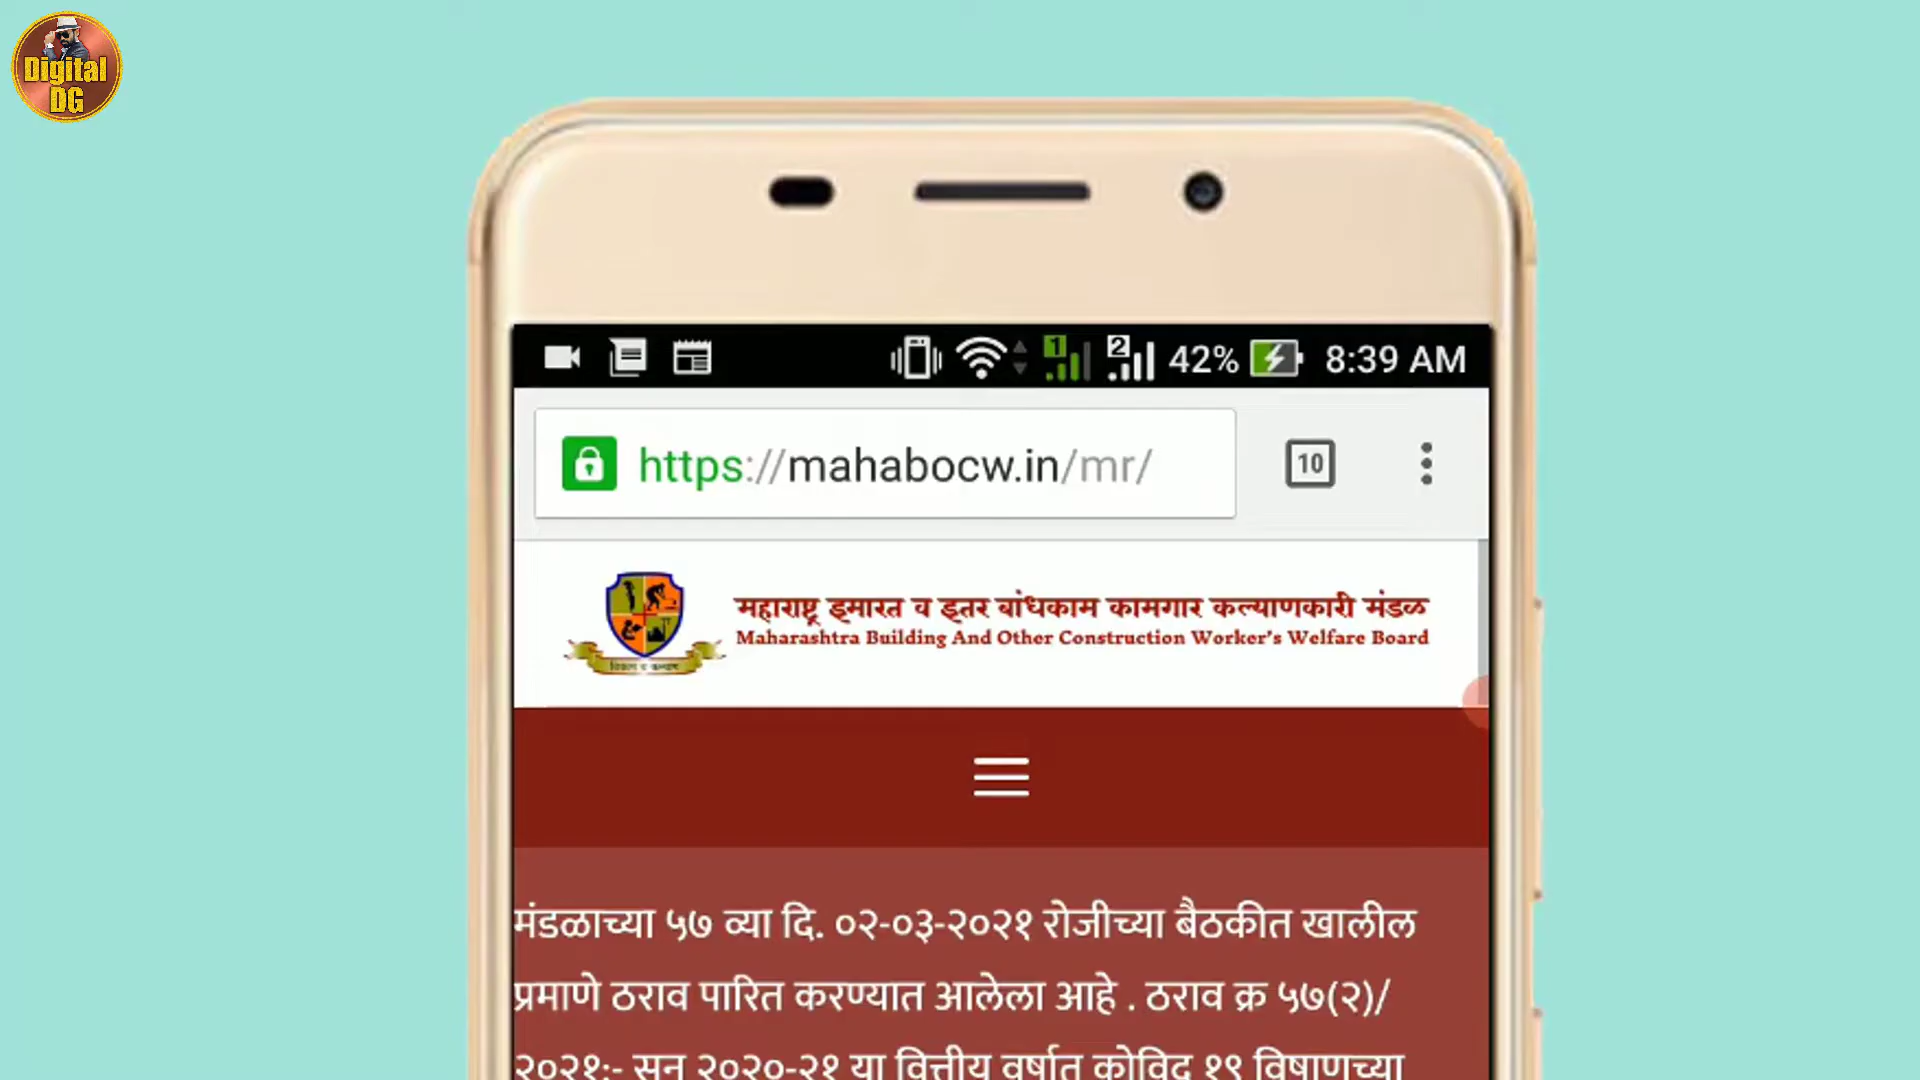 Digital
DG
1
2
42%
8:39 AM
https://mahabocw.in/mr/
10
महाराष्ट्र इमारत व इतर बांधकाम कामगार कल्याणकारी मंडळ
Maharashtra Building And Other Construction Worker's Welfare Board
मंडळाच्या ५७ व्या दि. ०२-०३-२०२१ रोजीच्या बैठकीत खालील
प्रमाणे ठराव पारित करण्यात आलेला आहे . ठराव क्र ५७(२)/
२०२१:- सन २०२०-२१ या वित्तीय वर्षात कोविद १९ विषाणच्या